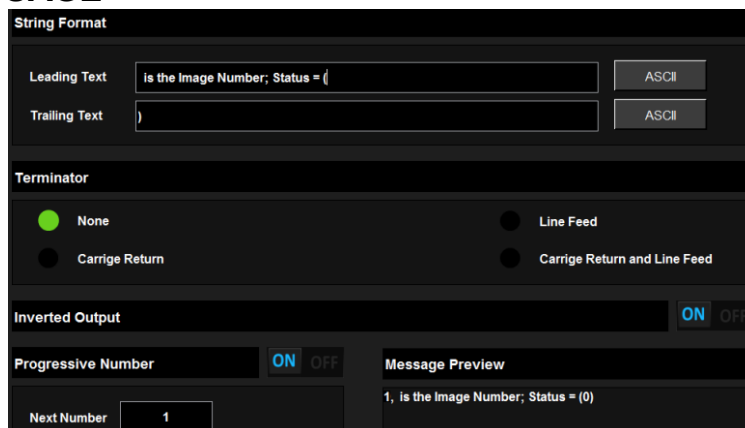 String Format
Leading Text is the Image Number; Status = ( ASCII
Trailing Text ) ASCII
Terminator
None Line Feed
Carrige Return Carrige Return and Line Feed
Inverted Output ON OFF
Progressive Number ON OFF Message Preview
1, is the Image Number; Status = (0)
Next Number 1